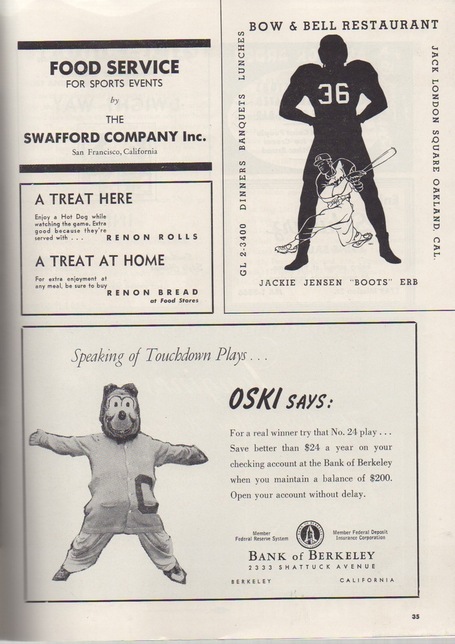 FOOD SERVICE
FOR SPORTS EVENTS
by
THE
SWAFFORD COMPANY Inc.
San Francisco, California
A TREAT HERE
Enjoy a Hot Dog while
watching the game. Extra
good because they're
served with . . . RENON ROLLS
A TREAT AT HOME
For extra enjoyment at
any meal, be sure to buy RENON BREAD
at Food Stores
BOW & BELL RESTAURANT
GL 2-3400 DINNERS BANQUETS LUNCHES
36
JACK LONDON SQUARE OAKLAND, CAL.
JACKIE JENSEN "BOOTS" ERB
Speaking of Touchdown Plays . . .
OSKI SAYS:
For a real winner try that No. 24 play . . .
Save better than $24 a year on your
checking account at the Bank of Berkeley
when you maintain a balance of $200.
Open your account without delay.
C
Member
Federal Reserve System
Member Federal Deposit
Insurance Corporation
BANK of BERKELEY
2333 SHATTUCK AVENUE
BERKELEY CALIFORNIA
35